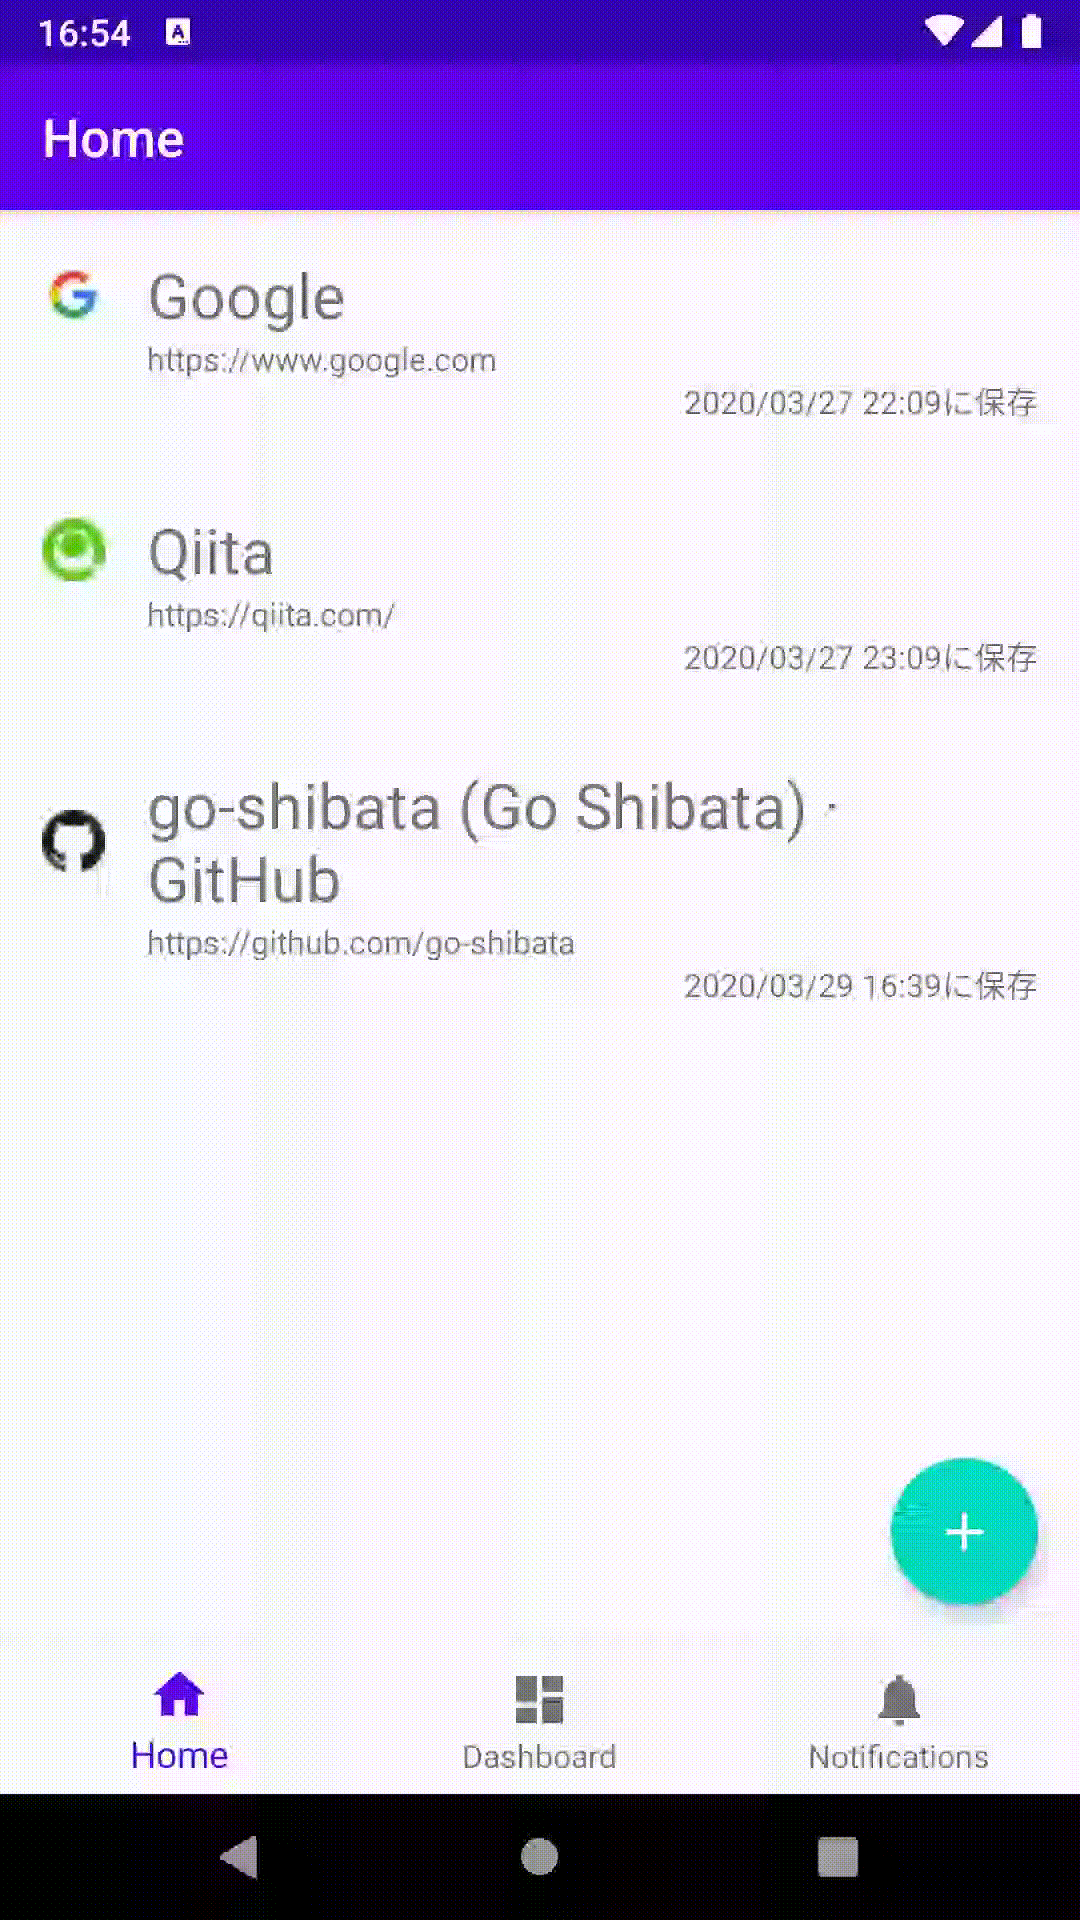 16:54
Home
Google
https://www.google.com
2020/03/27 22:09に保存
Qiita
https://qiita.com/
2020/03/27 23:09に保存
go-shibata (Go Shibata) ·
GitHub
https://github.com/go-shibata
2020/03/29 16:39に保存
Home
Dashboard
Notifications